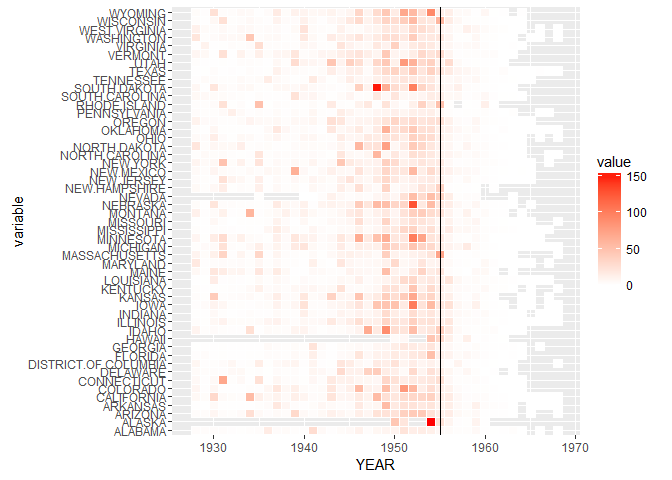 WYOMING
WISCONSIN
WEST.VIRGINIA
WASHINGTON
VIRGINIA
VERMONT
UTAH
TEXAS
TENNESSEE
SOUTH.DAKOTA
SOUTH.CAROLINA
RHODE.ISLAND
PENNSYLVANIA
OREGON
OKLAHOMA
OHIO
NORTH.DAKOTA
NORTH.CAROLINA
NEW.YORK
NEW.MEXICO
NEW.JERSEY
NEW.HAMPSHIRE
NEVADA
NEBRASKA
MONTANA
MISSOURI
MISSISSIPPI
MINNESOTA
MICHIGAN
MASSACHUSETTS
MARYLAND
MAINE
LOUISIANA
KENTUCKY
KANSAS
IOWA
INDIANA
ILLINOIS
IDAHO
HAWAII
GEORGIA
FLORIDA
DISTRICT.OF.COLUMBIA
DELAWARE
CONNECTICUT
COLORADO
CALIFORNIA
ARKANSAS
ARIZONA
ALASKA
ALABAMA
variable
1930 1940 1950 1960 1970
YEAR
value
150
100
50
0